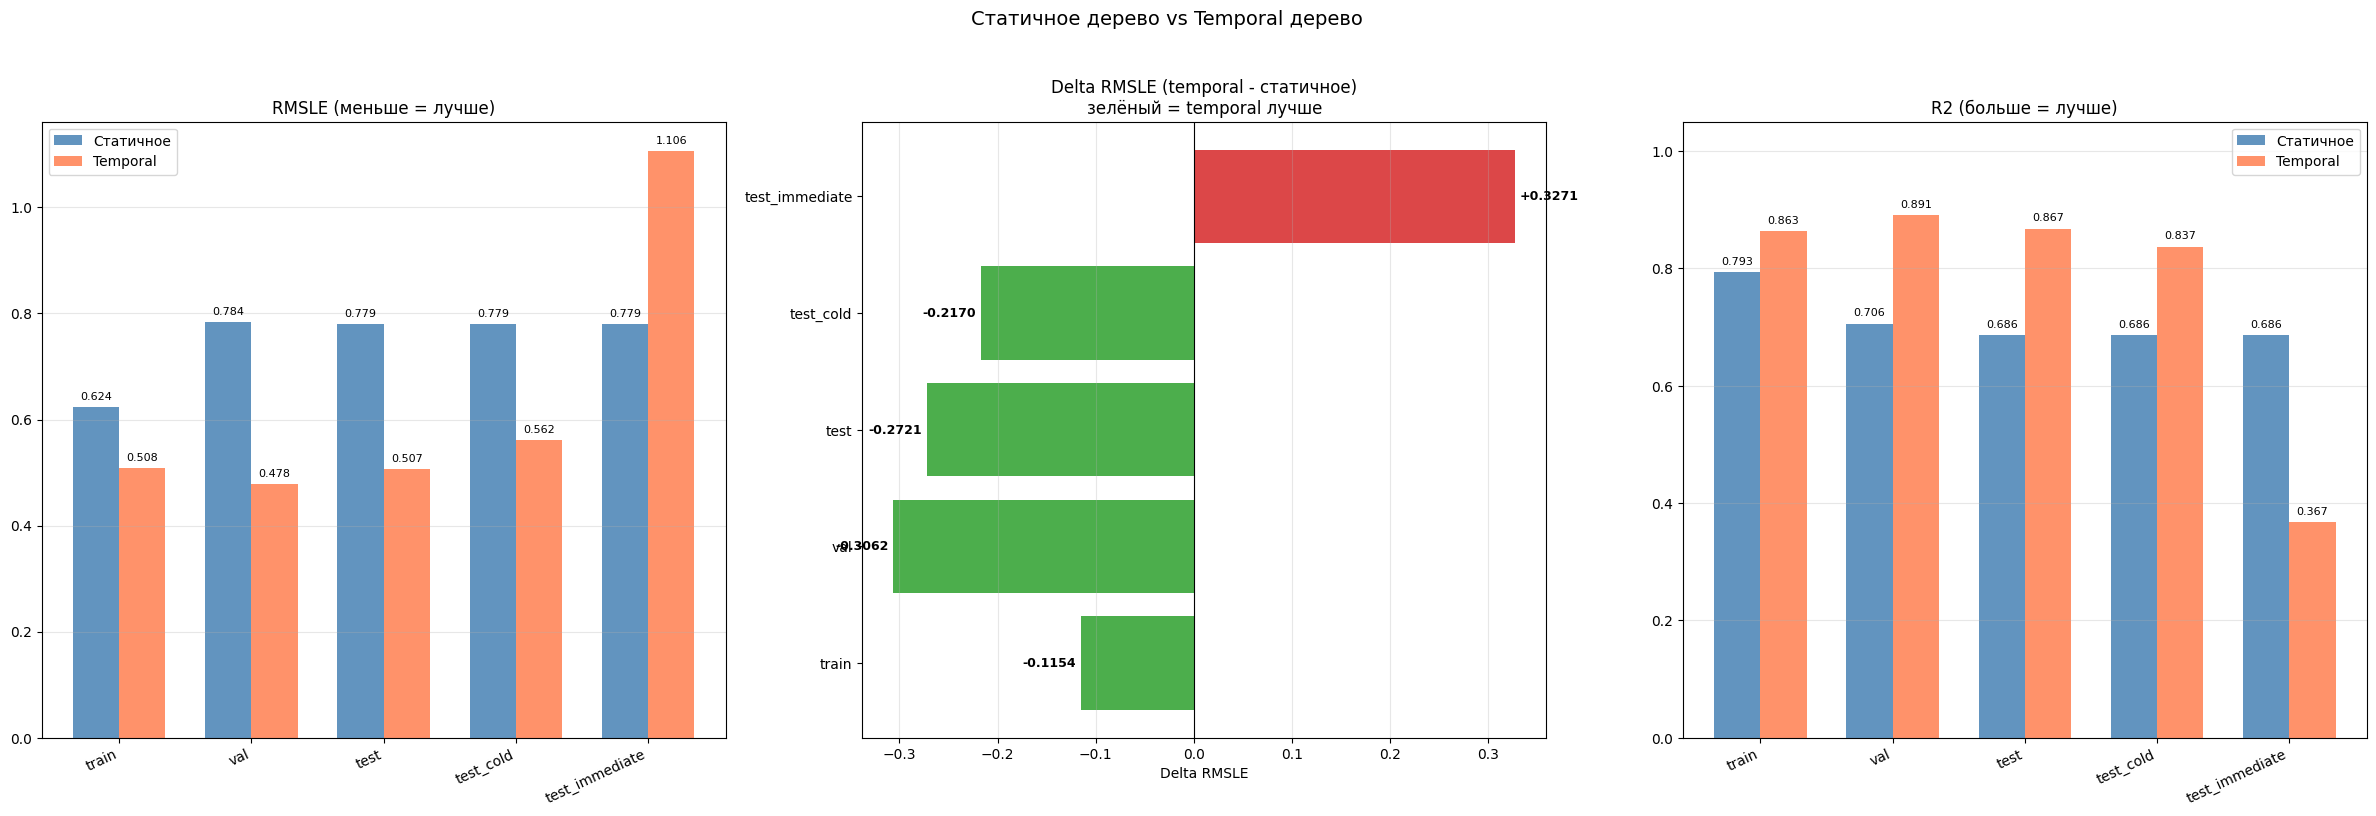 Статичное дерево vs Temporal дерево
RMSLE (меньше = лучше)
Статичное
Temporal
1.0
0.8
0.6
0.4
0.2
0.0
0.624
0.508
0.784
0.478
0.779
0.507
0.779
0.562
0.779
1.106
train
val
test
test_cold
test_immediate
Delta RMSLE (temporal - статичное)
зелёный = temporal лучше
test_immediate
+0.3271
test_cold
-0.2170
test
-0.2721
val
-0.3062
train
-0.1154
−0.3
−0.2
−0.1
0.0
0.1
0.2
0.3
Delta RMSLE
R2 (больше = лучше)
Статичное
Temporal
1.0
0.8
0.6
0.4
0.2
0.0
0.793
0.863
0.706
0.891
0.686
0.867
0.686
0.837
0.686
0.367
train
val
test
test_cold
test_immediate